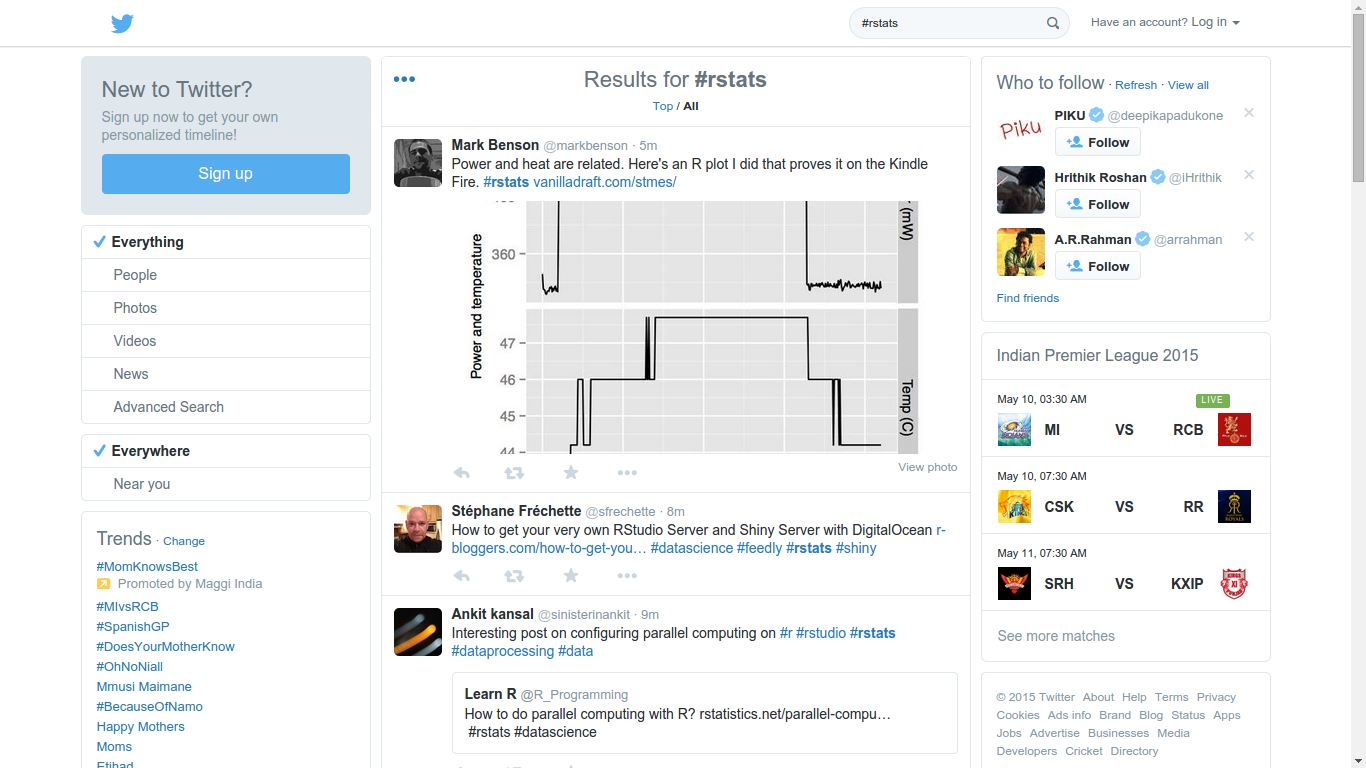 #rstats
Have an account? Log in
New to Twitter?
Sign up now to get your own
personalized timeline!
Sign up
Everything
People
Photos
Videos
News
Advanced Search
Everywhere
Near you
Trends · Change
#MomKnowsBest
Promoted by Maggi India
#MIvsRCB
#SpanishGP
#DoesYourMotherKnow
#OhNoNiall
Mmusi Maimane
#BecauseOfNamo
Happy Mothers
Moms
Etihad
Results for #rstats
Top / All
Mark Benson @markbenson · 5m
Power and heat are related. Here's an R plot I did that proves it on the Kindle
Fire. #rstats vanilladraft.com/stmes/
Power and temperature
360
(mW)
47
46
45
44
Temp (C)
View photo
Stéphane Fréchette @sfrechette · 8m
How to get your very own RStudio Server and Shiny Server with DigitalOcean r-
bloggers.com/how-to-get-you… #datascience #feedly #rstats #shiny
Ankit kansal @sinisterinankit · 9m
Interesting post on configuring parallel computing on #r #rstudio #rstats
#dataprocessing #data
Learn R @R_Programming
How to do parallel computing with R? rstatistics.net/parallel-compu…
#rstats #datascience
Who to follow · Refresh · View all
Piku
PIKU @deepikapadukone
Follow
Hrithik Roshan @iHrithik
Follow
A.R.Rahman @arrahman
Follow
Find friends
Indian Premier League 2015
May 10, 03:30 AM
LIVE
MI VS RCB
May 10, 07:30 AM
CSK VS RR
May 11, 07:30 AM
SRH VS KXIP
See more matches
© 2015 Twitter About Help Terms Privacy
Cookies Ads info Brand Blog Status Apps
Jobs Advertise Businesses Media
Developers Cricket Directory